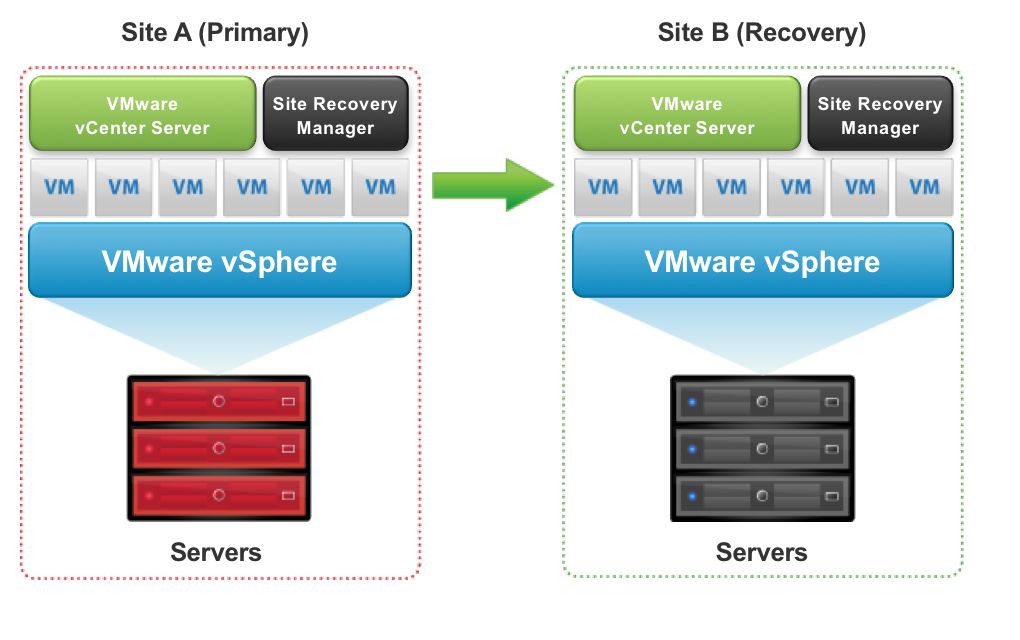 Site A (Primary)
Site B (Recovery)
VMware
vCenter Server
Site Recovery
Manager
VMware
vCenter Server
Site Recovery
Manager
VM VM VM VM VM VM
VM VM VM VM VM VM
VMware vSphere
VMware vSphere
Servers
Servers